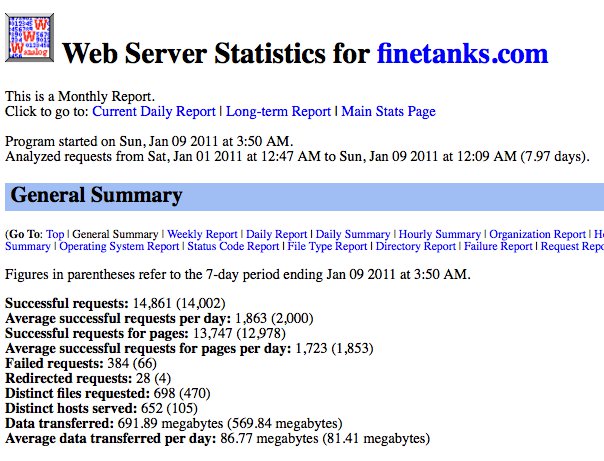 Web Server Statistics for finetanks.com
This is a Monthly Report.
Click to go to: Current Daily Report | Long-term Report | Main Stats Page
Program started on Sun, Jan 09 2011 at 3:50 AM.
Analyzed requests from Sat, Jan 01 2011 at 12:47 AM to Sun, Jan 09 2011 at 12:09 AM (7.97 days).
General Summary
(Go To: Top | General Summary | Weekly Report | Daily Report | Daily Summary | Hourly Summary | Organization Report | Ho
Summary | Operating System Report | Status Code Report | File Type Report | Directory Report | Failure Report | Request Repo
Figures in parentheses refer to the 7-day period ending Jan 09 2011 at 3:50 AM.
Successful requests: 14,861 (14,002)
Average successful requests per day: 1,863 (2,000)
Successful requests for pages: 13,747 (12,978)
Average successful requests for pages per day: 1,723 (1,853)
Failed requests: 384 (66)
Redirected requests: 28 (4)
Distinct files requested: 698 (470)
Distinct hosts served: 652 (105)
Data transferred: 691.89 megabytes (569.84 megabytes)
Average data transferred per day: 86.77 megabytes (81.41 megabytes)